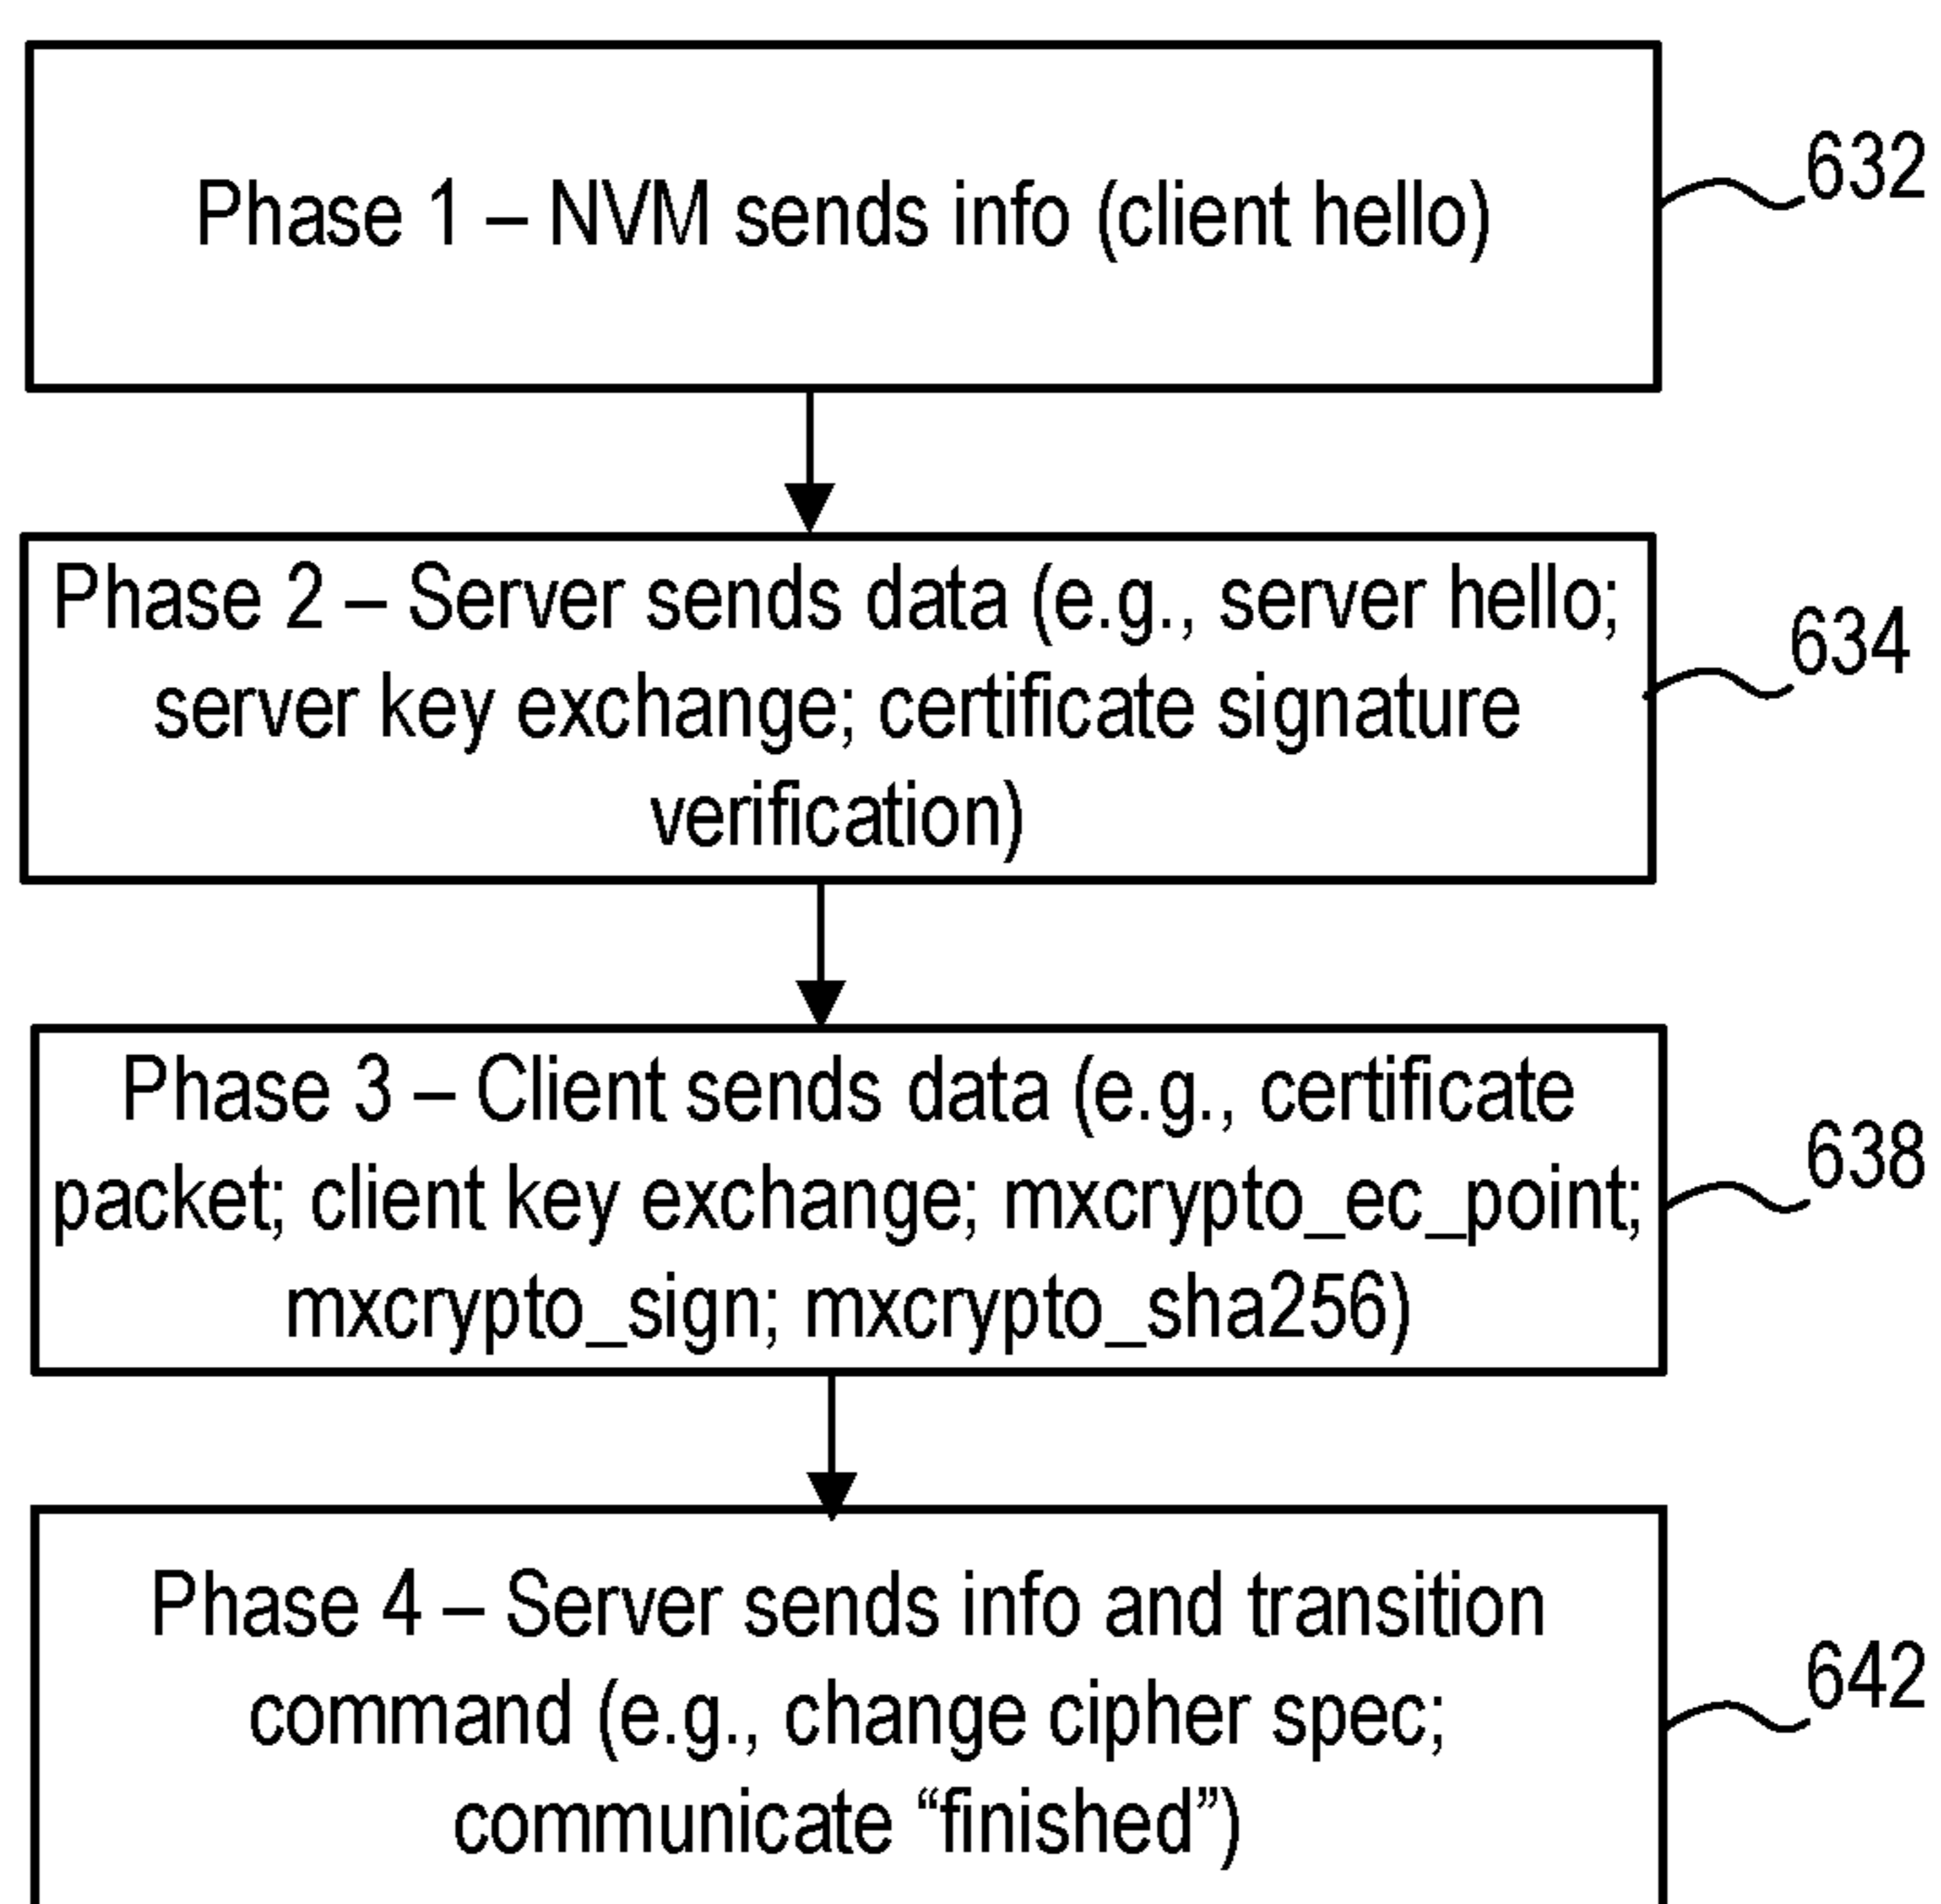 Phase 1 – NVM sends info (client hello)
632
Phase 2 – Server sends data (e.g., server hello;
server key exchange; certificate signature
verification)
634
Phase 3 – Client sends data (e.g., certificate
packet; client key exchange; mxcrypto_ec_point;
mxcrypto_sign; mxcrypto_sha256)
638
Phase 4 – Server sends info and transition
command (e.g., change cipher spec;
communicate “finished”)
642